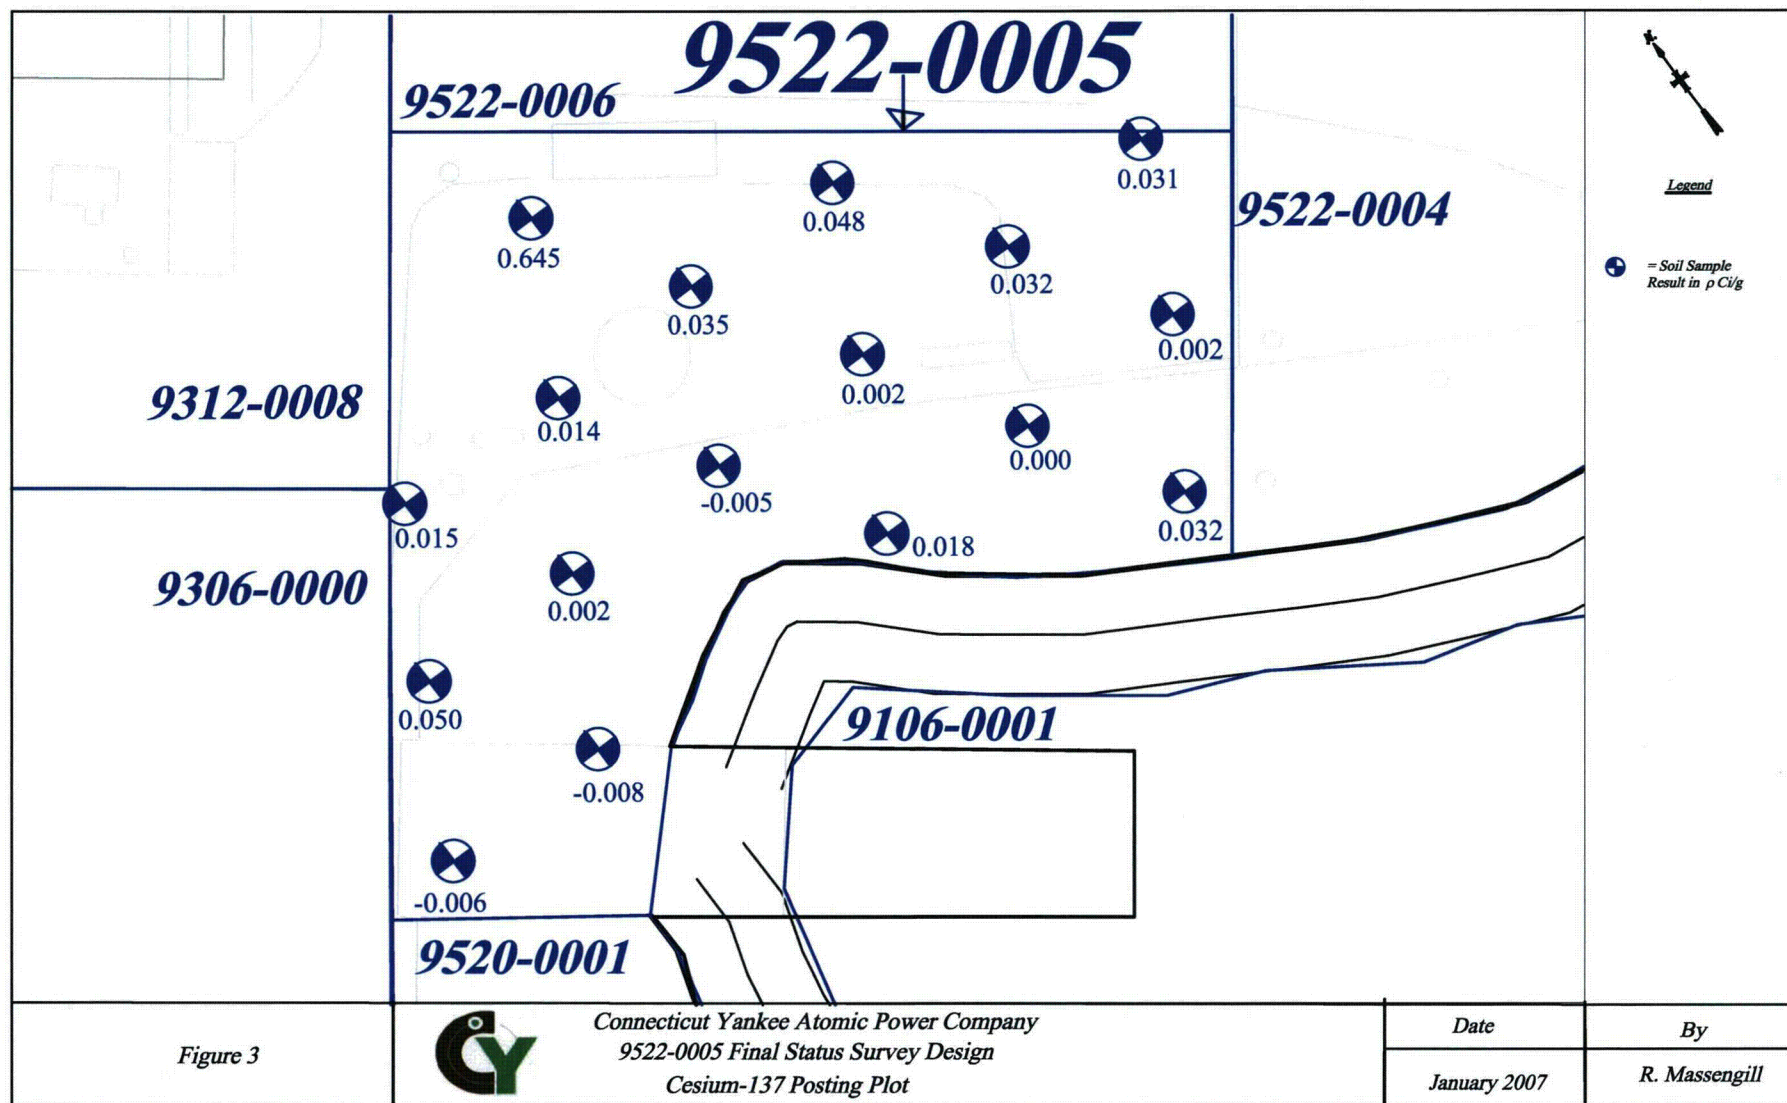 9522-0005
9522-0006
0.031
0.048
0.645
9522-0004
0.032
0.035
0.002
0.002
9312-0008
0.014
0.000
-0.005
0.032
0.015
0.018
9306-0000
0.002
0.050
9106-0001
-0.008
-0.006
9520-0001
Legend
= Soil Sample
Result in ρ Ci/g
Figure 3
CY
Connecticut Yankee Atomic Power Company
9522-0005 Final Status Survey Design
Cesium-137 Posting Plot
Date
January 2007
By
R. Massengill